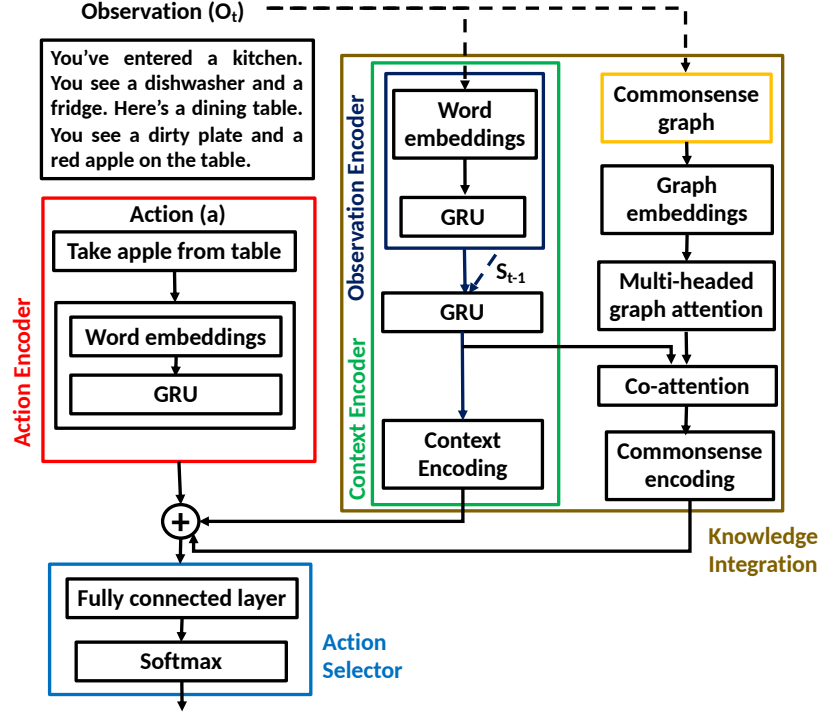 Observation (Oₜ)
You've entered a kitchen.
You see a dishwasher and a
fridge. Here's a dining table.
You see a dirty plate and a
red apple on the table.
Action Encoder
Action (a)
Take apple from table
Word embeddings
GRU
Observation Encoder
Context Encoder
Word
embeddings
GRU
Sₜ₋₁
GRU
Context
Encoding
Commonsense
graph
Graph
embeddings
Multi-headed
graph attention
Co-attention
Commonsense
encoding
Knowledge
Integration
+
Fully connected layer
Softmax
Action
Selector